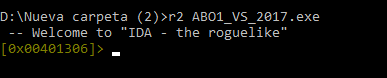 D:\Nueva carpeta (2)>r2 ABO1_VS_2017.exe
 -- Welcome to "IDA - the roguelike"
[0x00401306]>